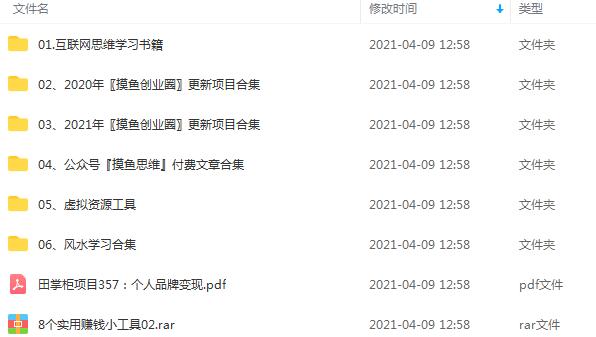 文件名 修改时间 类型
01.互联网思维学习书籍 2021-04-09 12:58 文件夹
02、2020年〖摸鱼创业圈〗更新项目合集 2021-04-09 12:58 文件夹
03、2021年〖摸鱼创业圈〗更新项目合集 2021-04-09 12:58 文件夹
04、公众号『摸鱼思维』付费文章合集 2021-04-09 12:58 文件夹
05、虚拟资源工具 2021-04-09 12:58 文件夹
06、风水学习合集 2021-04-09 12:58 文件夹
田掌柜项目357：个人品牌变现.pdf 2021-04-09 12:58 pdf文件
8个实用赚钱小工具02.rar 2021-04-09 12:58 rar文件